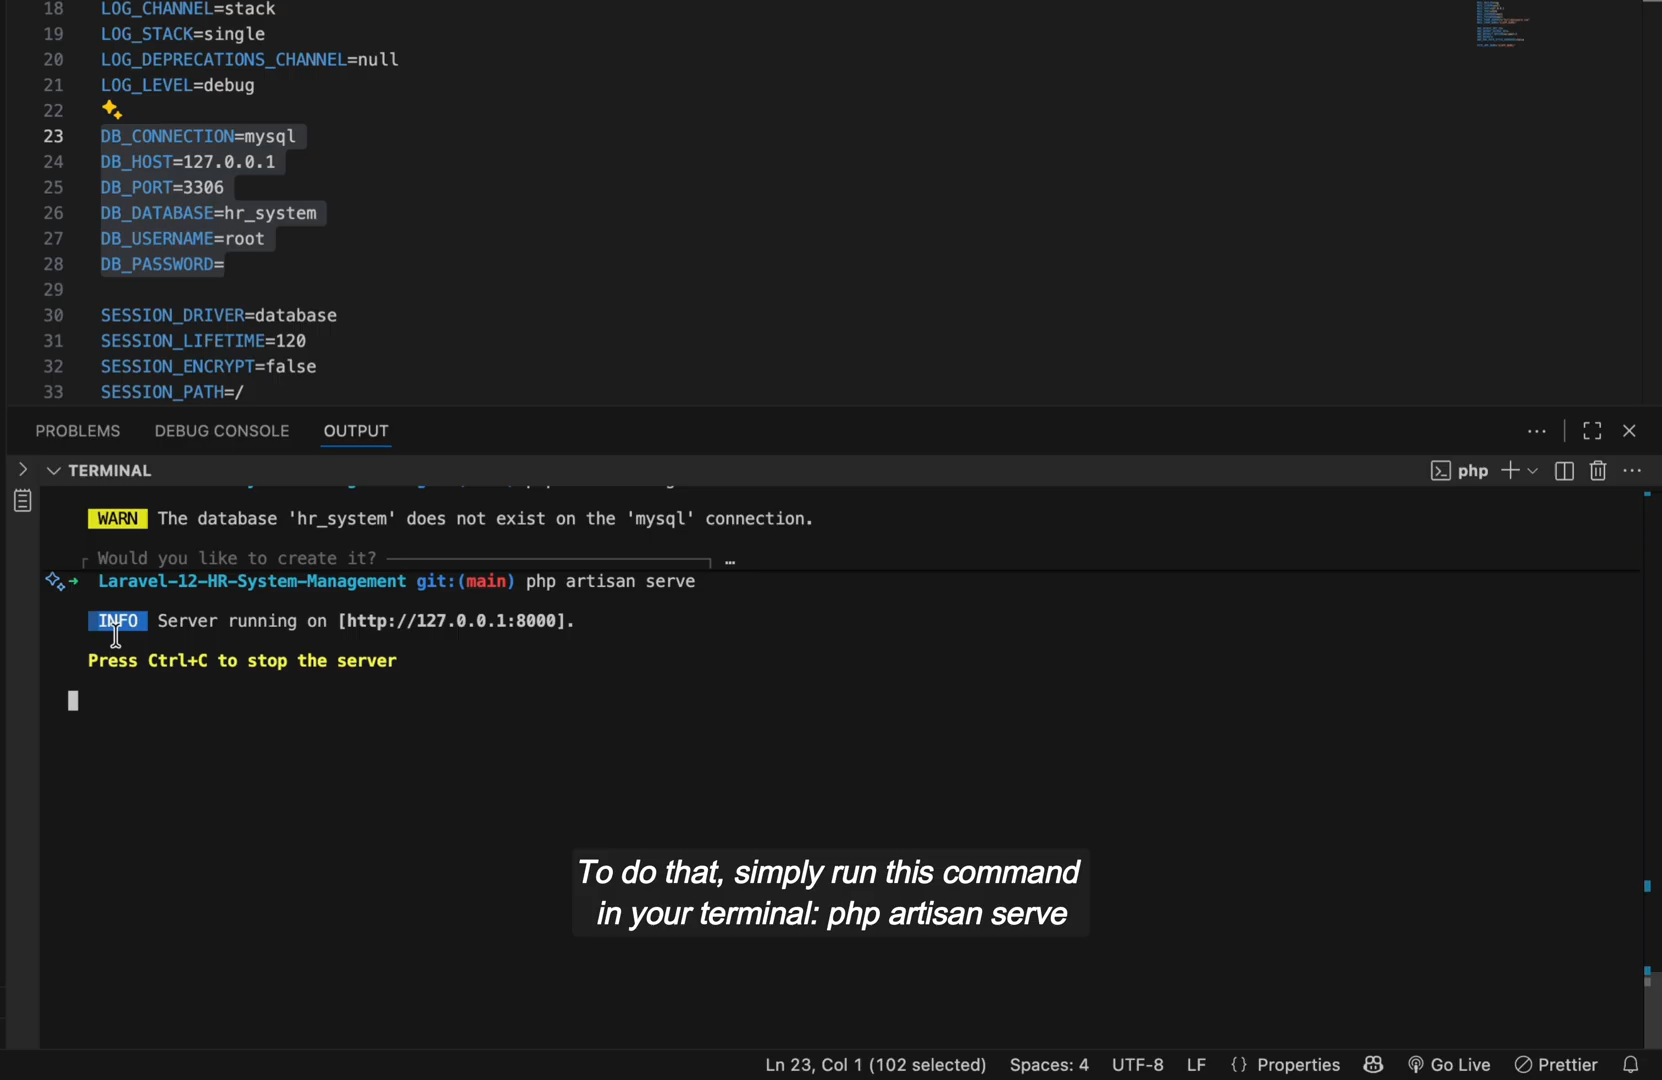 18 LOG_CHANNEL=stack
19 LOG_STACK=single
20 LOG_DEPRECATIONS_CHANNEL=null
21 LOG_LEVEL=debug
22
23 DB_CONNECTION=mysql
24 DB_HOST=127.0.0.1
25 DB_PORT=3306
26 DB_DATABASE=hr_system
27 DB_USERNAME=root
28 DB_PASSWORD=
29
30 SESSION_DRIVER=database
31 SESSION_LIFETIME=120
32 SESSION_ENCRYPT=false
33 SESSION_PATH=/
PROBLEMS DEBUG CONSOLE OUTPUT
TERMINAL php
WARN The database 'hr_system' does not exist on the 'mysql' connection.
Would you like to create it? …
Laravel-12-HR-System-Management git:(main) php artisan serve
INFO Server running on [http://127.0.0.1:8000].
Press Ctrl+C to stop the server
To do that, simply run this command
in your terminal: php artisan serve
Ln 23, Col 1 (102 selected) Spaces: 4 UTF-8 LF {} Properties Go Live Prettier